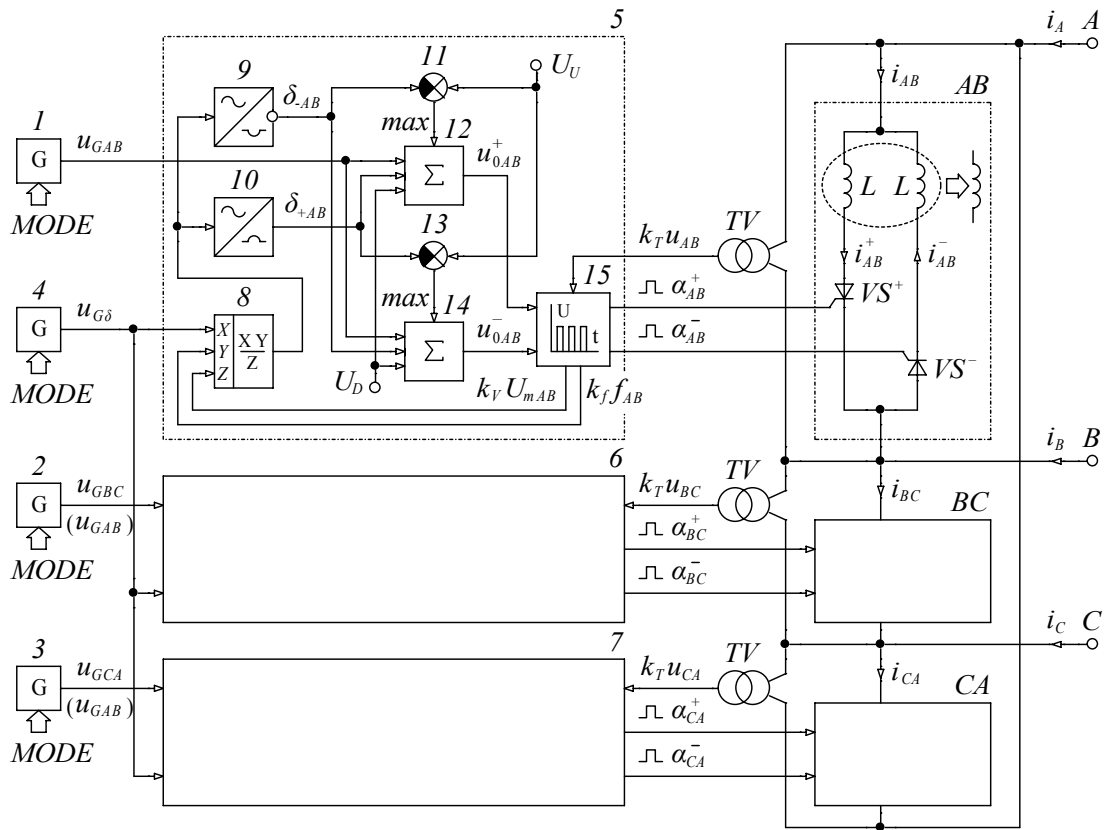 5
i_A A
9
δ_-AB
11
U_U
i_AB
AB
1
u_GAB
G
max
12
u_0AB^+
Σ
MODE
10
δ_+AB
13
L L
TV
k_T u_AB
i_AB^+ i_AB^-
4
u_Gδ
G
8
max
14
15
α_AB^+
VS^+
X
Y
Z
XY
Z
Σ
u_0AB^-
U
t
α_AB^-
MODE
U_D
k_V U_mAB
k_f f_AB
VS^-
2
6
i_B B
u_GBC
G
(u_GAB)
k_T u_BC
TV
i_BC
BC
MODE
α_BC^+
α_BC^-
3
7
i_C C
u_GCA
G
(u_GAB)
k_T u_CA
TV
i_CA
CA
MODE
α_CA^+
α_CA^-